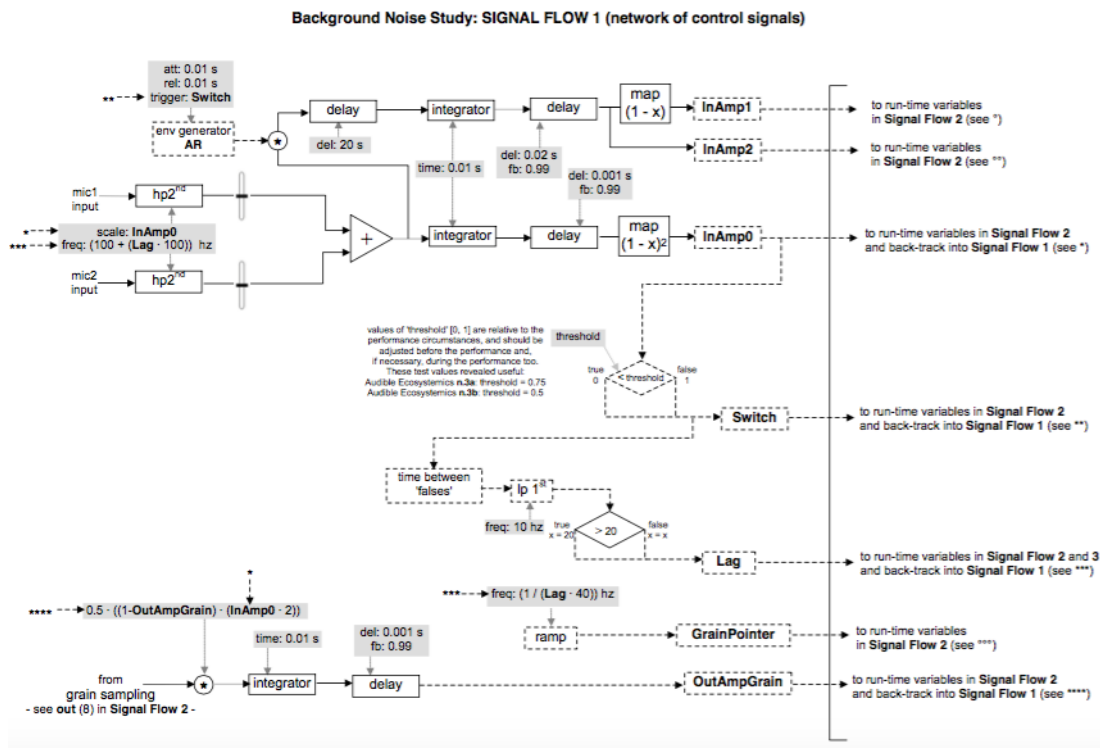 Background Noise Study: SIGNAL FLOW 1 (network of control signals)
att: 0.01 s
rel: 0.01 s
** trigger: Switch
env generator
AR
delay
del: 20 s
integrator
time: 0.01 s
delay
del: 0.02 s
fb: 0.99
map
(1 - x)
InAmp1
to run-time variables
in Signal Flow 2 (see °)
InAmp2
to run-time variables
in Signal Flow 2 (see °°)
mic1
input
hp2nd
* scale: InAmp0
*** freq: (100 + (Lag · 100)) hz
mic2
input
hp2nd
+
integrator
del: 0.001 s
fb: 0.99
delay
map
(1 - x)2
InAmp0
to run-time variables in Signal Flow 2
and back-track into Signal Flow 1 (see *)
values of 'threshold' [0, 1] are relative to the
performance circumstances, and should be
adjusted before the performance and,
if necessary, during the performance too.
These test values revealed useful:
Audible Ecosystemics n.3a: threshold = 0.75
Audible Ecosystemics n.3b: threshold = 0.5
threshold
true
0
< threshold
false
1
Switch
to run-time variables in Signal Flow 2
and back-track into Signal Flow 1 (see **)
time between
'falses'
lp 1st
freq: 10 hz
true
x = 20
> 20
false
x = x
Lag
to run-time variables in Signal Flow 2 and 3
and back-track into Signal Flow 1 (see ***)
*
**** 0.5 · ((1-OutAmpGrain) · (InAmp0 · 2))
*** freq: (1 / (Lag · 40)) hz
ramp
GrainPointer
to run-time variables
in Signal Flow 2 (see °°°)
from
grain sampling
- see out (8) in Signal Flow 2 -
*
time: 0.01 s
integrator
del: 0.001 s
fb: 0.99
delay
OutAmpGrain
to run-time variables in Signal Flow 2
and back-track into Signal Flow 1 (see ****)